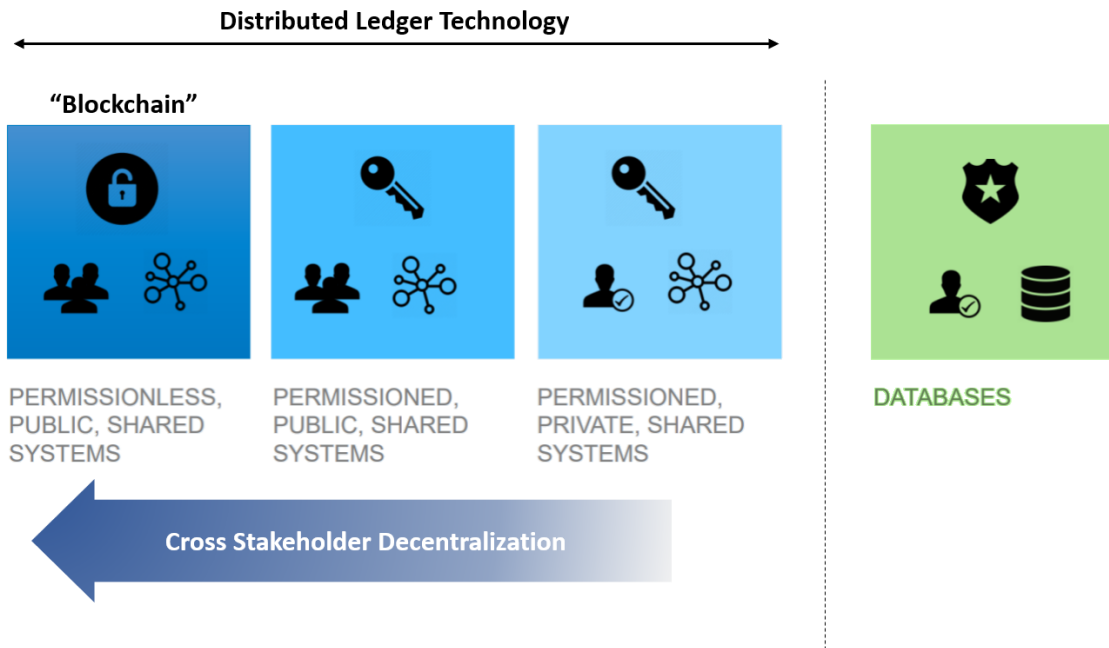 Distributed Ledger Technology
“Blockchain”
PERMISSIONLESS,
PUBLIC, SHARED
SYSTEMS
PERMISSIONED,
PUBLIC, SHARED
SYSTEMS
PERMISSIONED,
PRIVATE, SHARED
SYSTEMS
DATABASES
Cross Stakeholder Decentralization